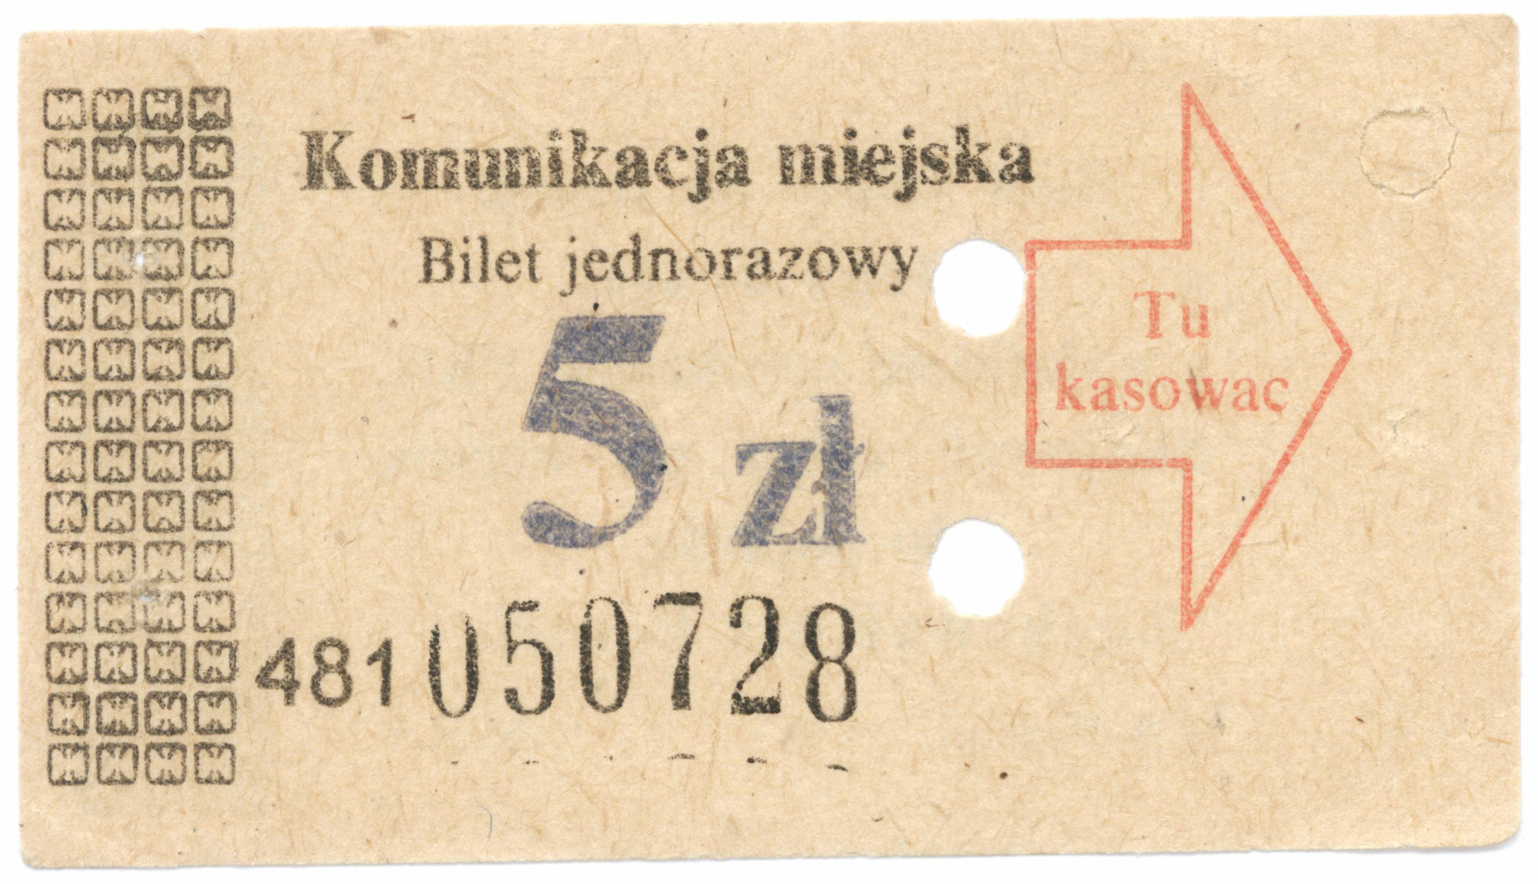 Komunikacja miejska
Bilet jednorazowy
5 zł
481050728
Tu
kasowac